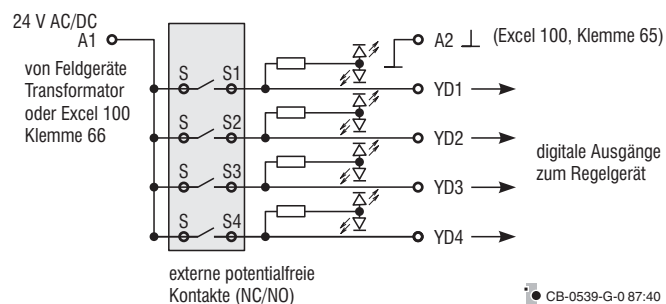 24 V AC/DC
A1
A2
(Excel 100, Klemme 65)
von Feldgeräte
Transformator
oder Excel 100
Klemme 66
S
S1
YD1
S
S2
YD2
S
S3
YD3
S
S4
YD4
digitale Ausgänge
zum Regelgerät
externe potentialfreie
Kontakte (NC/NO)
CB-0539-G-0 87:40